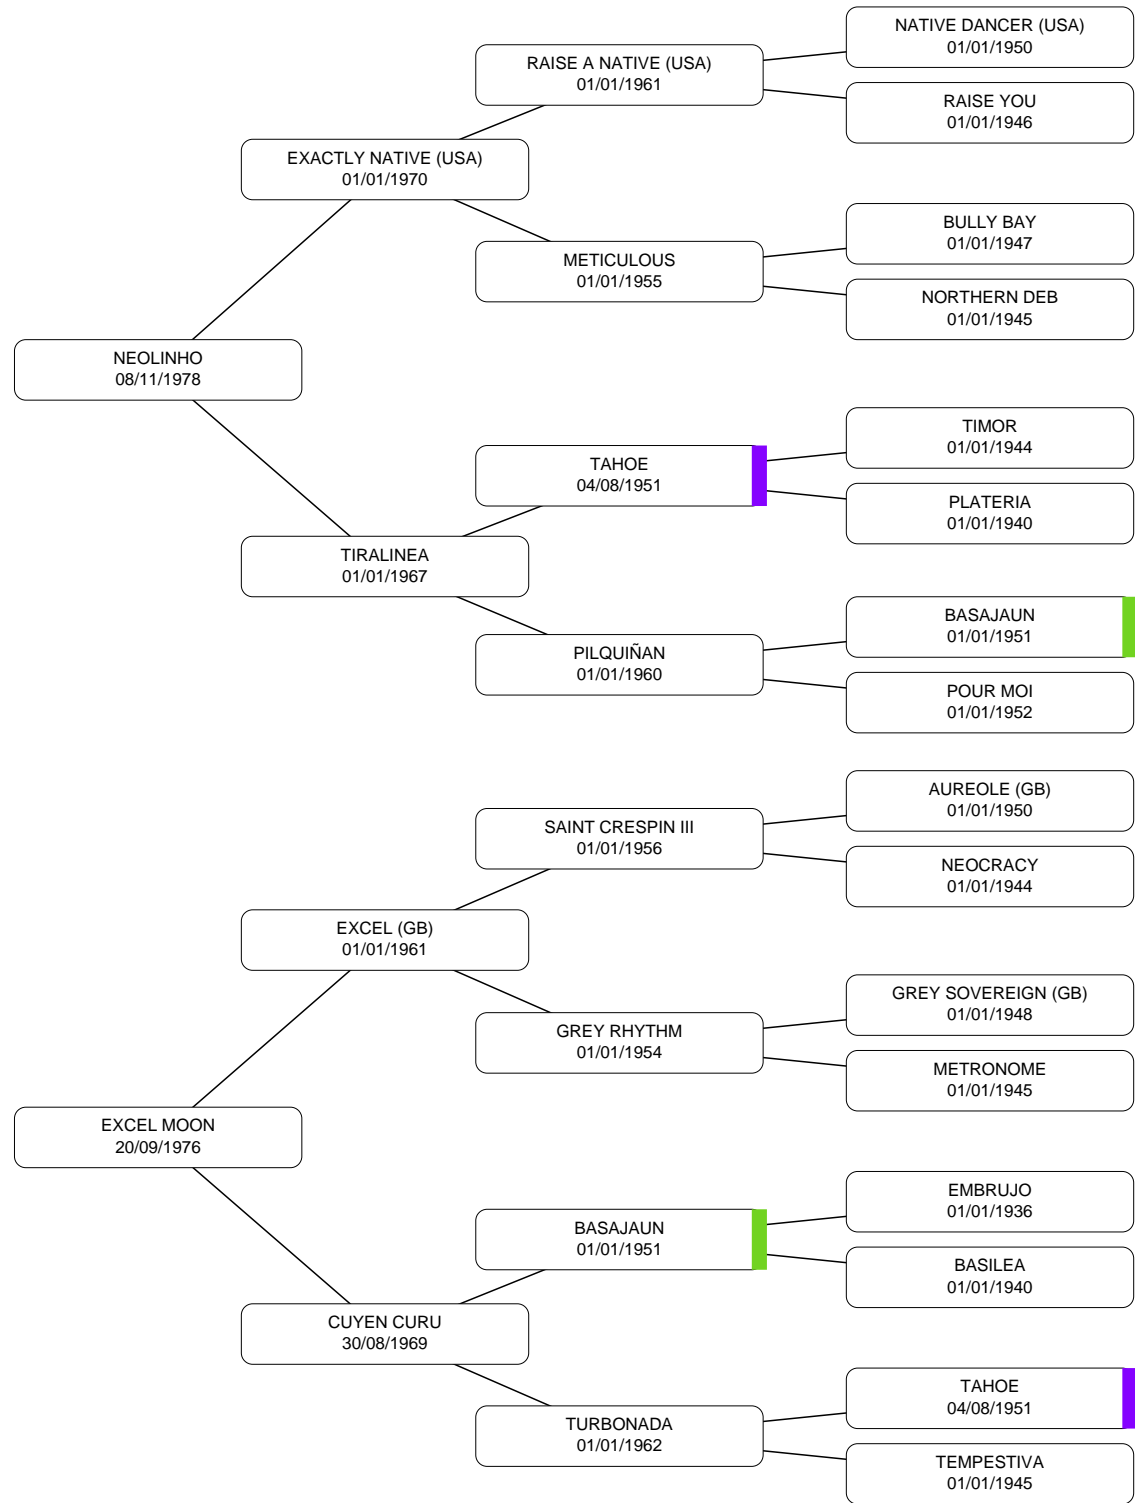 NATIVE DANCER (USA)
01/01/1950
RAISE A NATIVE (USA)
01/01/1961
RAISE YOU
01/01/1946
EXACTLY NATIVE (USA)
01/01/1970
BULLY BAY
01/01/1947
METICULOUS
01/01/1955
NORTHERN DEB
01/01/1945
NEOLINHO
08/11/1978
TIMOR
01/01/1944
TAHOE
04/08/1951
PLATERIA
01/01/1940
TIRALINEA
01/01/1967
BASAJAUN
01/01/1951
PILQUIÑAN
01/01/1960
POUR MOI
01/01/1952
AUREOLE (GB)
01/01/1950
SAINT CRESPIN III
01/01/1956
NEOCRACY
01/01/1944
EXCEL (GB)
01/01/1961
GREY SOVEREIGN (GB)
01/01/1948
GREY RHYTHM
01/01/1954
METRONOME
01/01/1945
EXCEL MOON
20/09/1976
EMBRUJO
01/01/1936
BASAJAUN
01/01/1951
BASILEA
01/01/1940
CUYEN CURU
30/08/1969
TAHOE
04/08/1951
TURBONADA
01/01/1962
TEMPESTIVA
01/01/1945